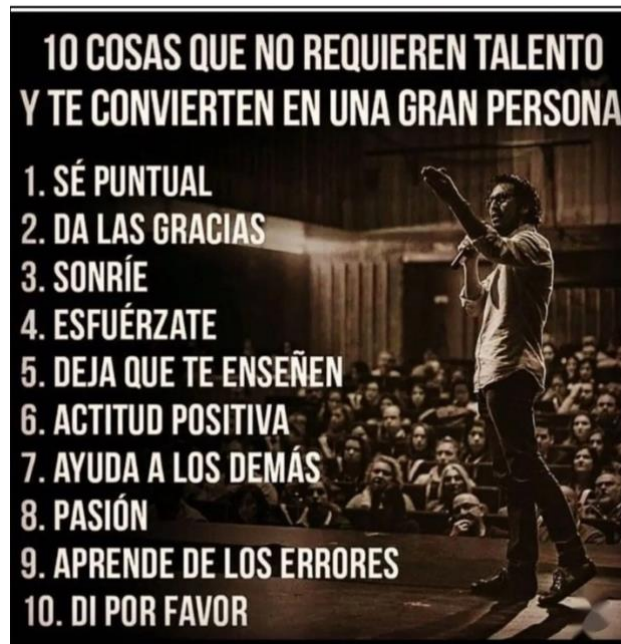 10 COSAS QUE NO REQUIEREN TALENTO
Y TE CONVIERTEN EN UNA GRAN PERSONA
1. SÉ PUNTUAL
2. DA LAS GRACIAS
3. SONRÍE
4. ESFUÉRZATE
5. DEJA QUE TE ENSEÑEN
6. ACTITUD POSITIVA
7. AYUDA A LOS DEMÁS
8. PASIÓN
9. APRENDE DE LOS ERRORES
10. DI POR FAVOR